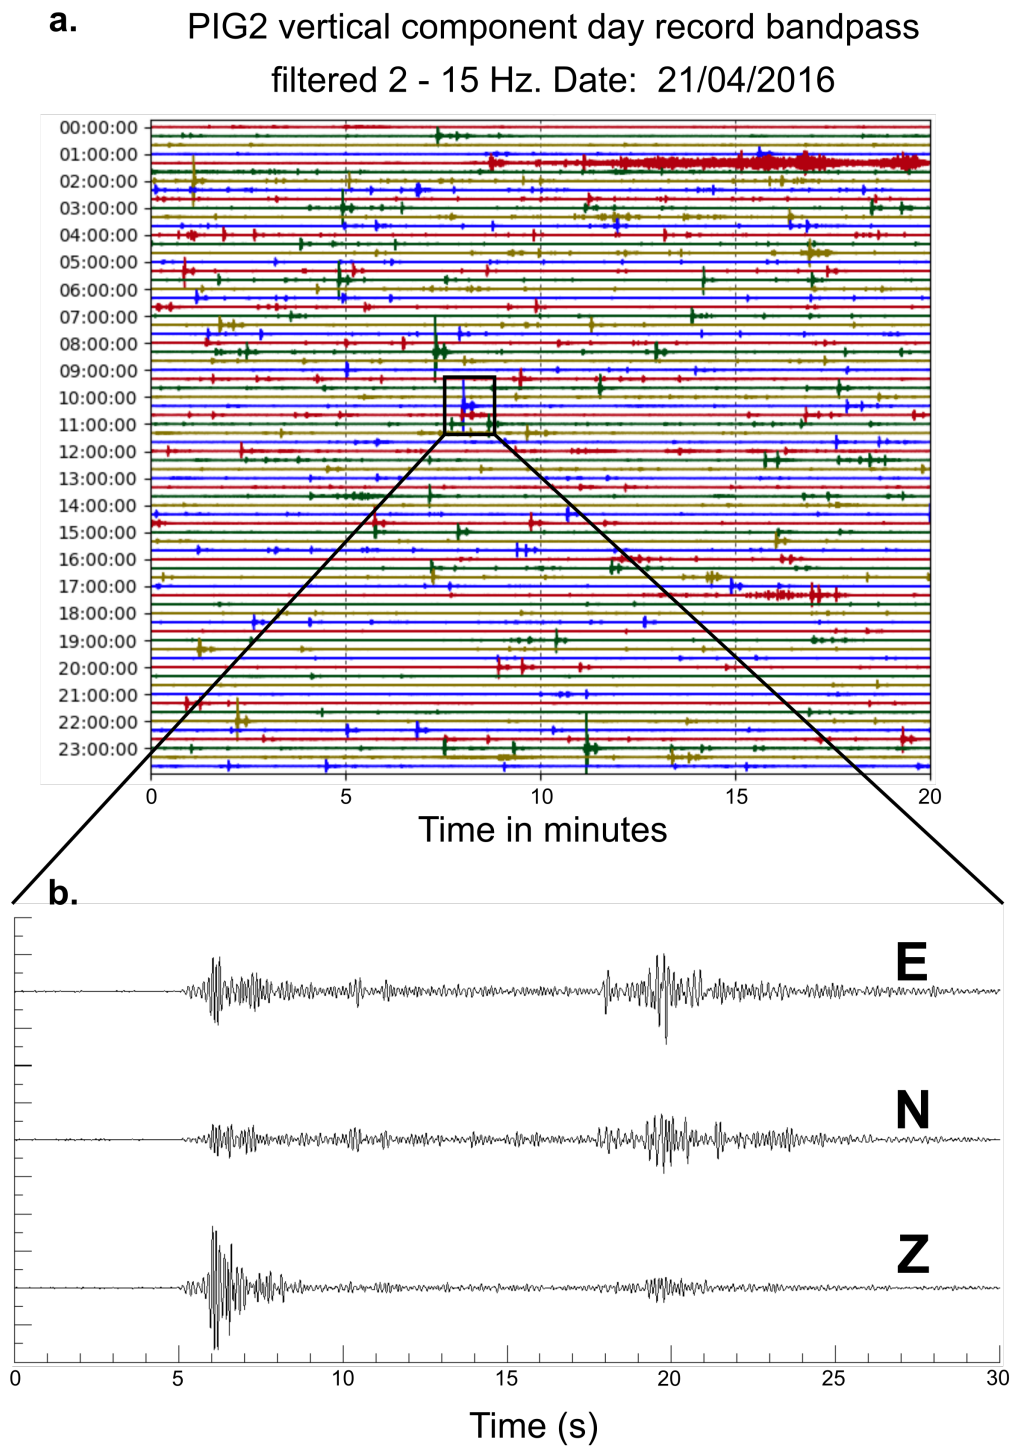 a.
PIG2 vertical component day record bandpass
filtered 2 - 15 Hz. Date: 21/04/2016
00:00:00
01:00:00
02:00:00
03:00:00
04:00:00
05:00:00
06:00:00
07:00:00
08:00:00
09:00:00
10:00:00
11:00:00
12:00:00
13:00:00
14:00:00
15:00:00
16:00:00
17:00:00
18:00:00
19:00:00
20:00:00
21:00:00
22:00:00
23:00:00
0 5 10 15 20
Time in minutes
b.
E
N
Z
0 5 10 15 20 25 30
Time (s)